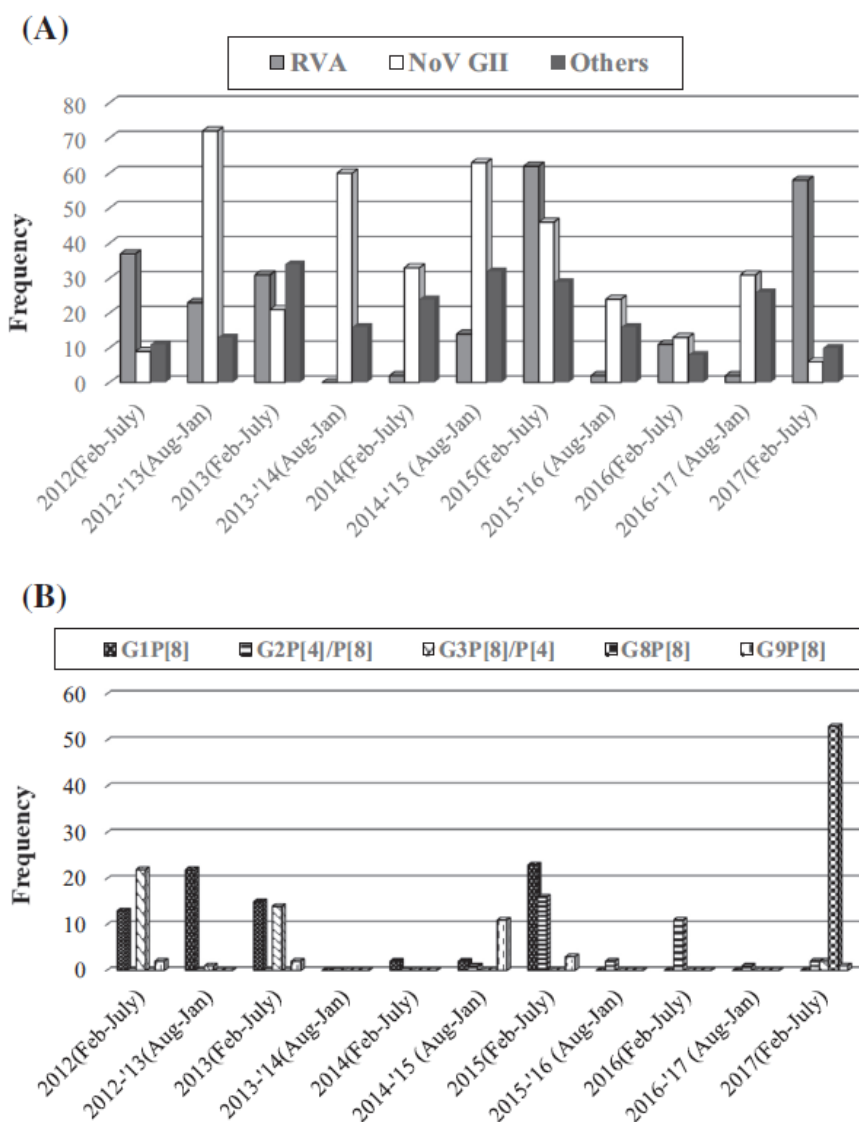 (A)
RVA NoV GII Others
80
70
60
50
40
30
20
10
0
Frequency
2012(Feb-July)
2012-'13(Aug-Jan)
2013(Feb-July)
2013-'14(Aug-Jan)
2014(Feb-July)
2014-'15 (Aug-Jan)
2015(Feb-July)
2015-'16 (Aug-Jan)
2016(Feb-July)
2016-'17 (Aug-Jan)
2017(Feb-July)
(B)
G1P[8] G2P[4]/P[8] G3P[8]/P[4] G8P[8] G9P[8]
60
50
40
30
20
10
0
Frequency
2012(Feb-July)
2012-'13(Aug-Jan)
2013(Feb-July)
2013-'14(Aug-Jan)
2014(Feb-July)
2014-'15 (Aug-Jan)
2015(Feb-July)
2015-'16 (Aug-Jan)
2016(Feb-July)
2016-'17 (Aug-Jan)
2017(Feb-July)